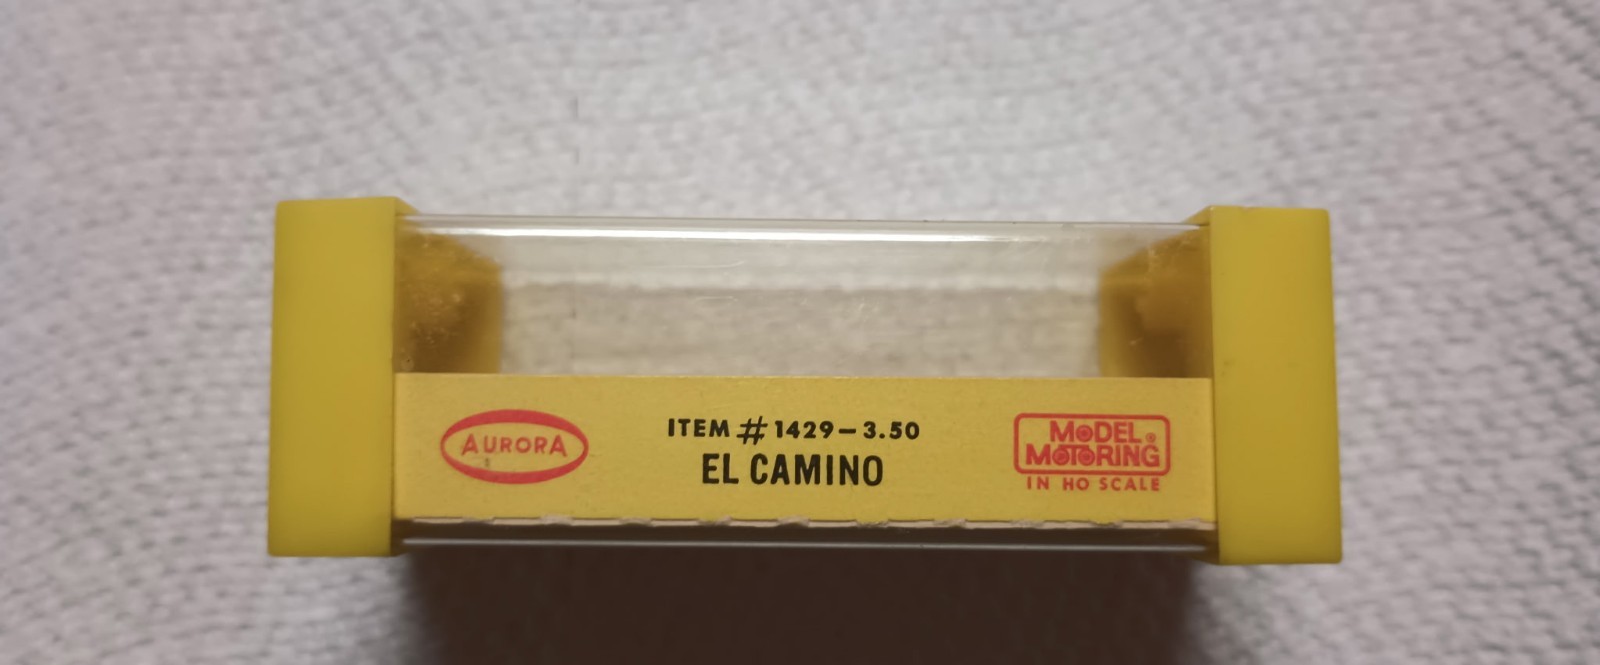 AURORA
ITEM # 1429-3.50
EL CAMINO
MODEL®
MOTORING
IN HO SCALE